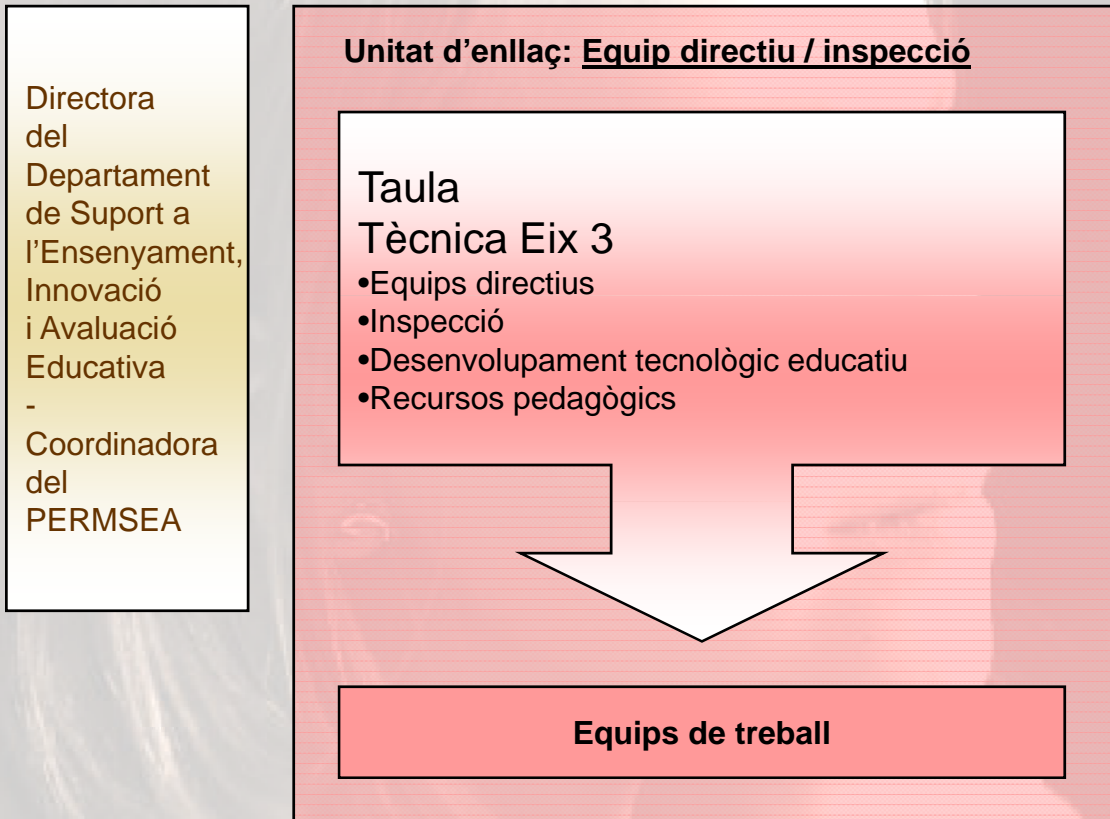 Directora
del
Departament
de Suport a
l’Ensenyament,
Innovació
i Avaluació
Educativa
-
Coordinadora
del
PERMSEA
Unitat d’enllaç: Equip directiu / inspecció
Taula
Tècnica Eix 3
•Equips directius
•Inspecció
•Desenvolupament tecnològic educatiu
•Recursos pedagògics
Equips de treball